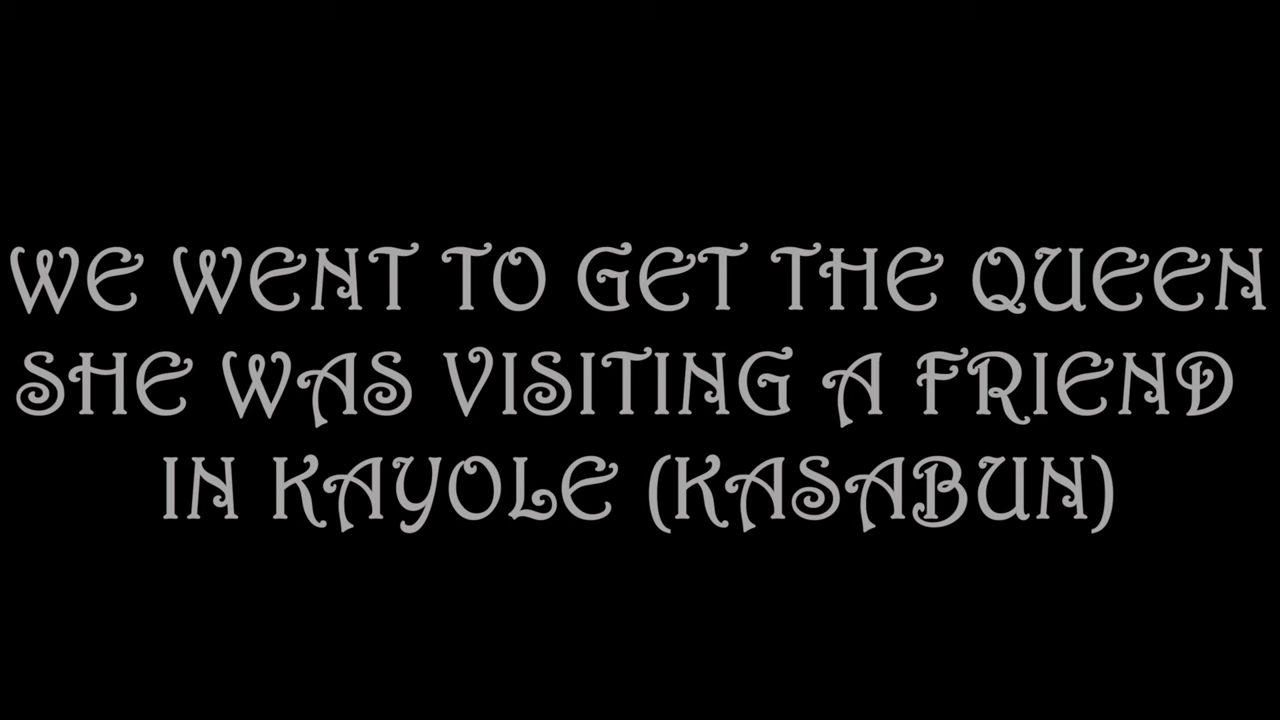 WE WENT TO GET THE QUEEN
SHE WAS VISITING A FRIEND
IN KAYOLE (KASABUN)